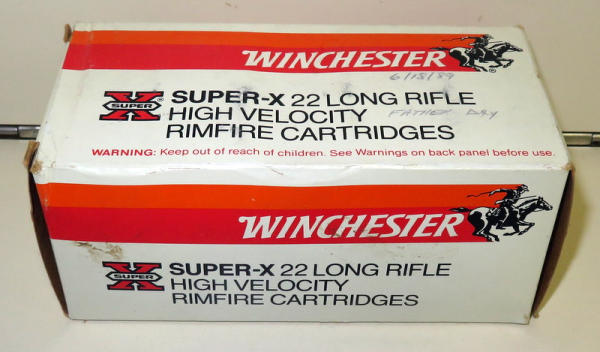 WINCHESTER
®
6/18/89
X ®
SUPER
SUPER-X 22 LONG RIFLE
HIGH VELOCITY
FATHER DAY
RIMFIRE CARTRIDGES
WARNING: Keep out of reach of children. See Warnings on back panel before use.
WINCHESTER
®
X ®
SUPER
SUPER-X 22 LONG RIFLE
HIGH VELOCITY
RIMFIRE CARTRIDGES